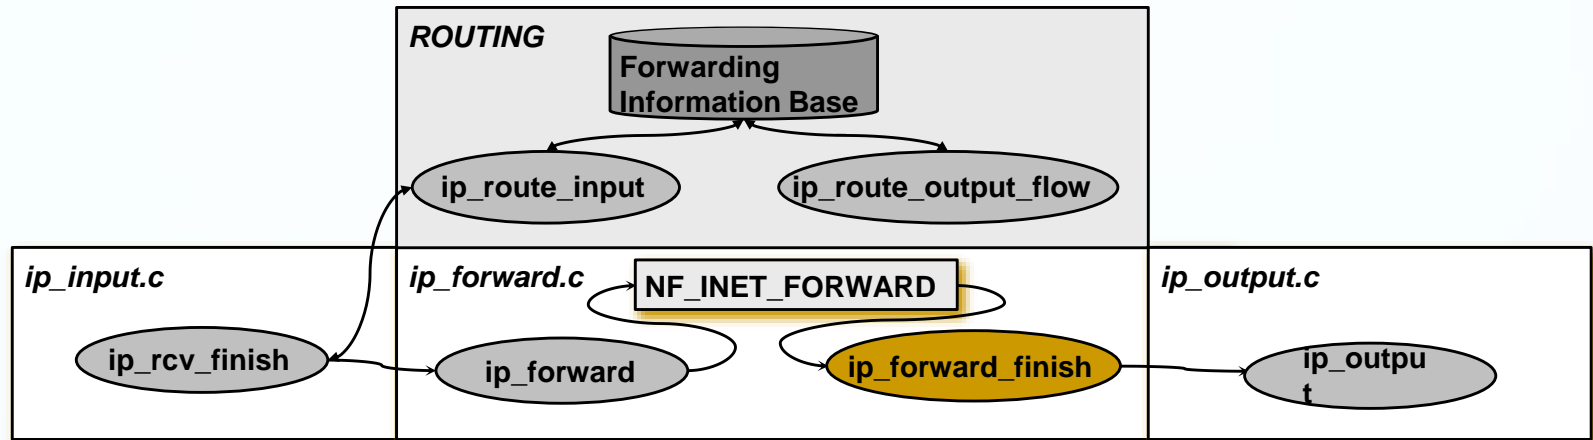 ROUTING
Forwarding
Information Base
ip_route_input
ip_route_output_flow
ip_input.c
ip_forward.c
NF_INET_FORWARD
ip_output.c
ip_rcv_finish
ip_forward
ip_forward_finish
ip_outpu
t